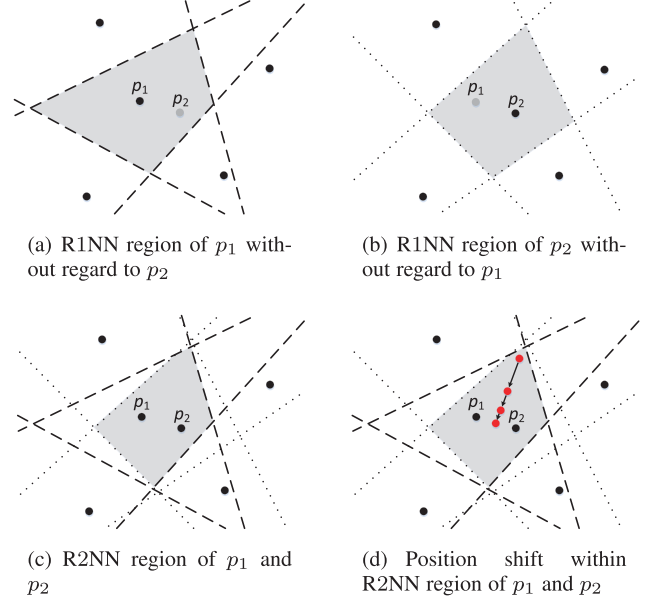 p1
p2
p1
p2
(a) R1NN region of p1 with-
out regard to p2
(b) R1NN region of p2 with-
out regard to p1
p1
p2
p1
p2
(c) R2NN region of p1 and
p2
(d) Position shift within
R2NN region of p1 and p2